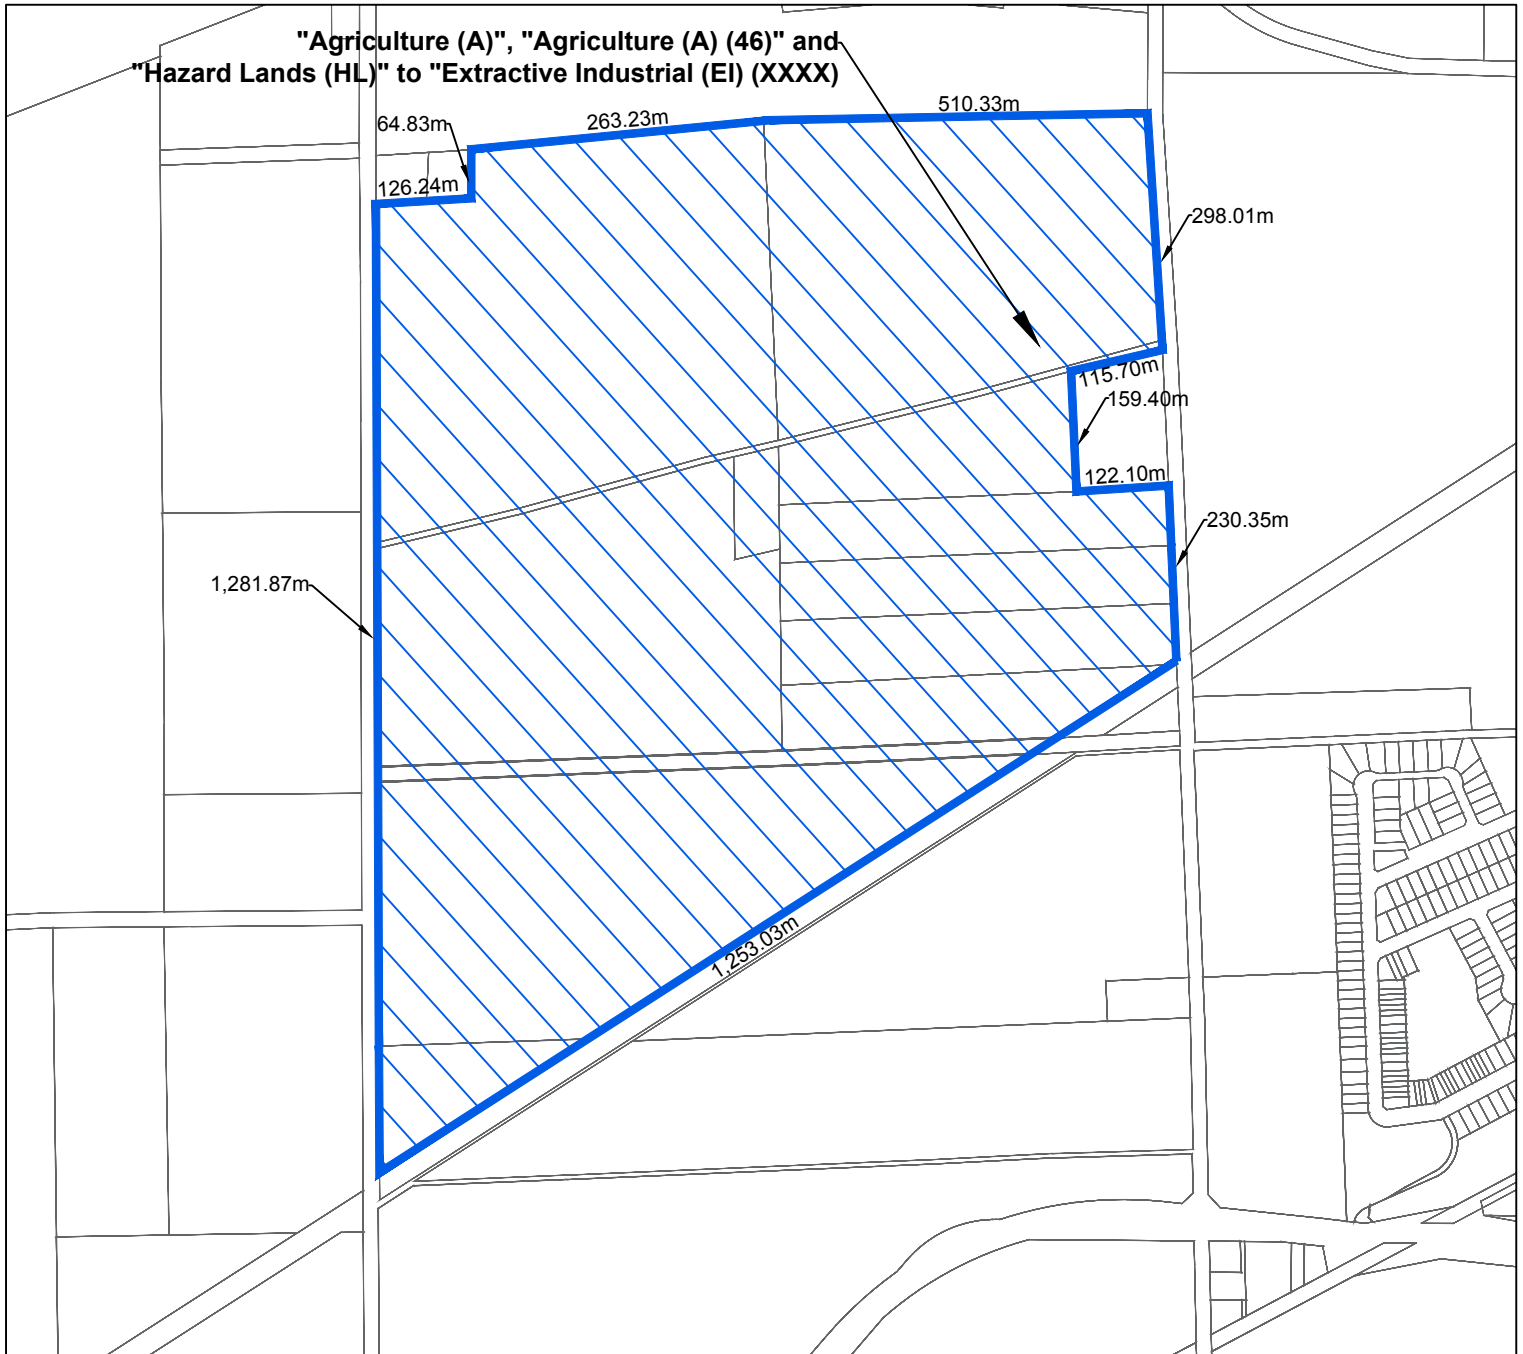 "Agriculture (A)", "Agriculture (A) (46)" and
"Hazard Lands (HL)" to "Extractive Industrial (EI) (XXXX)
510.33m
263.23m
64.83m
126.24m
298.01m
115.70m
159.40m
122.10m
230.35m
1,281.87m
1,253.03m